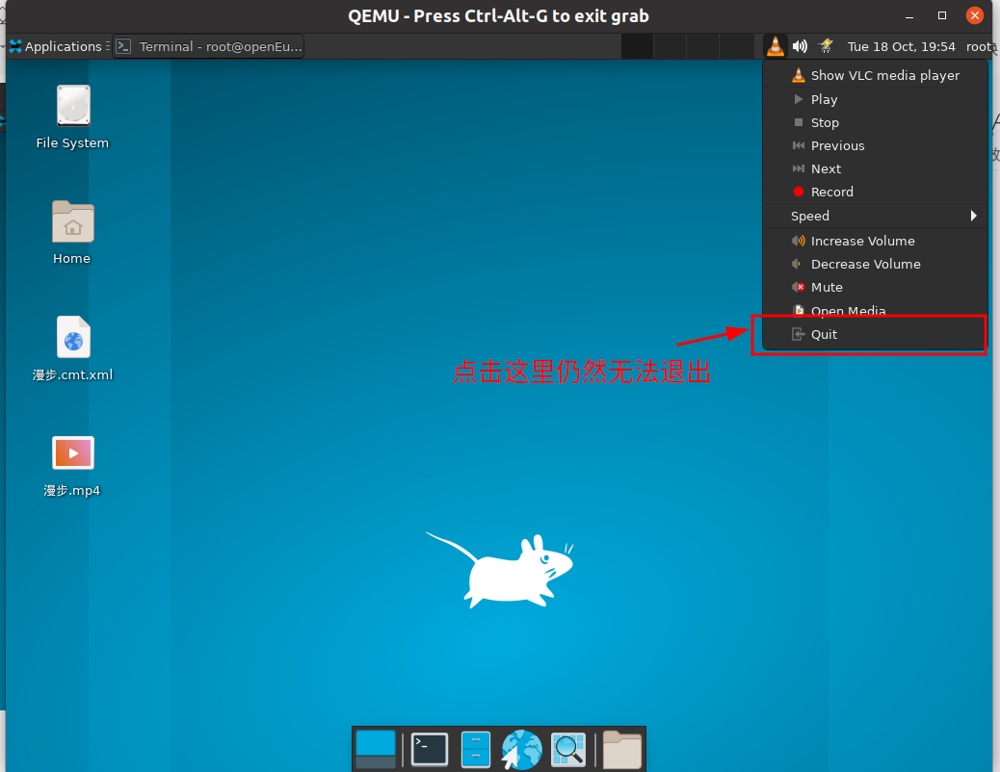 QEMU - Press Ctrl-Alt-G to exit grab
Applications
Terminal - root@openEu...
Tue 18 Oct, 19:54
root
Show VLC media player
Play
Stop
Previous
Next
Record
Speed
Increase Volume
Decrease Volume
Mute
Open Media
Quit
File System
Home
点击这里仍然无法退出
漫步.cmt.xml
漫步.mp4